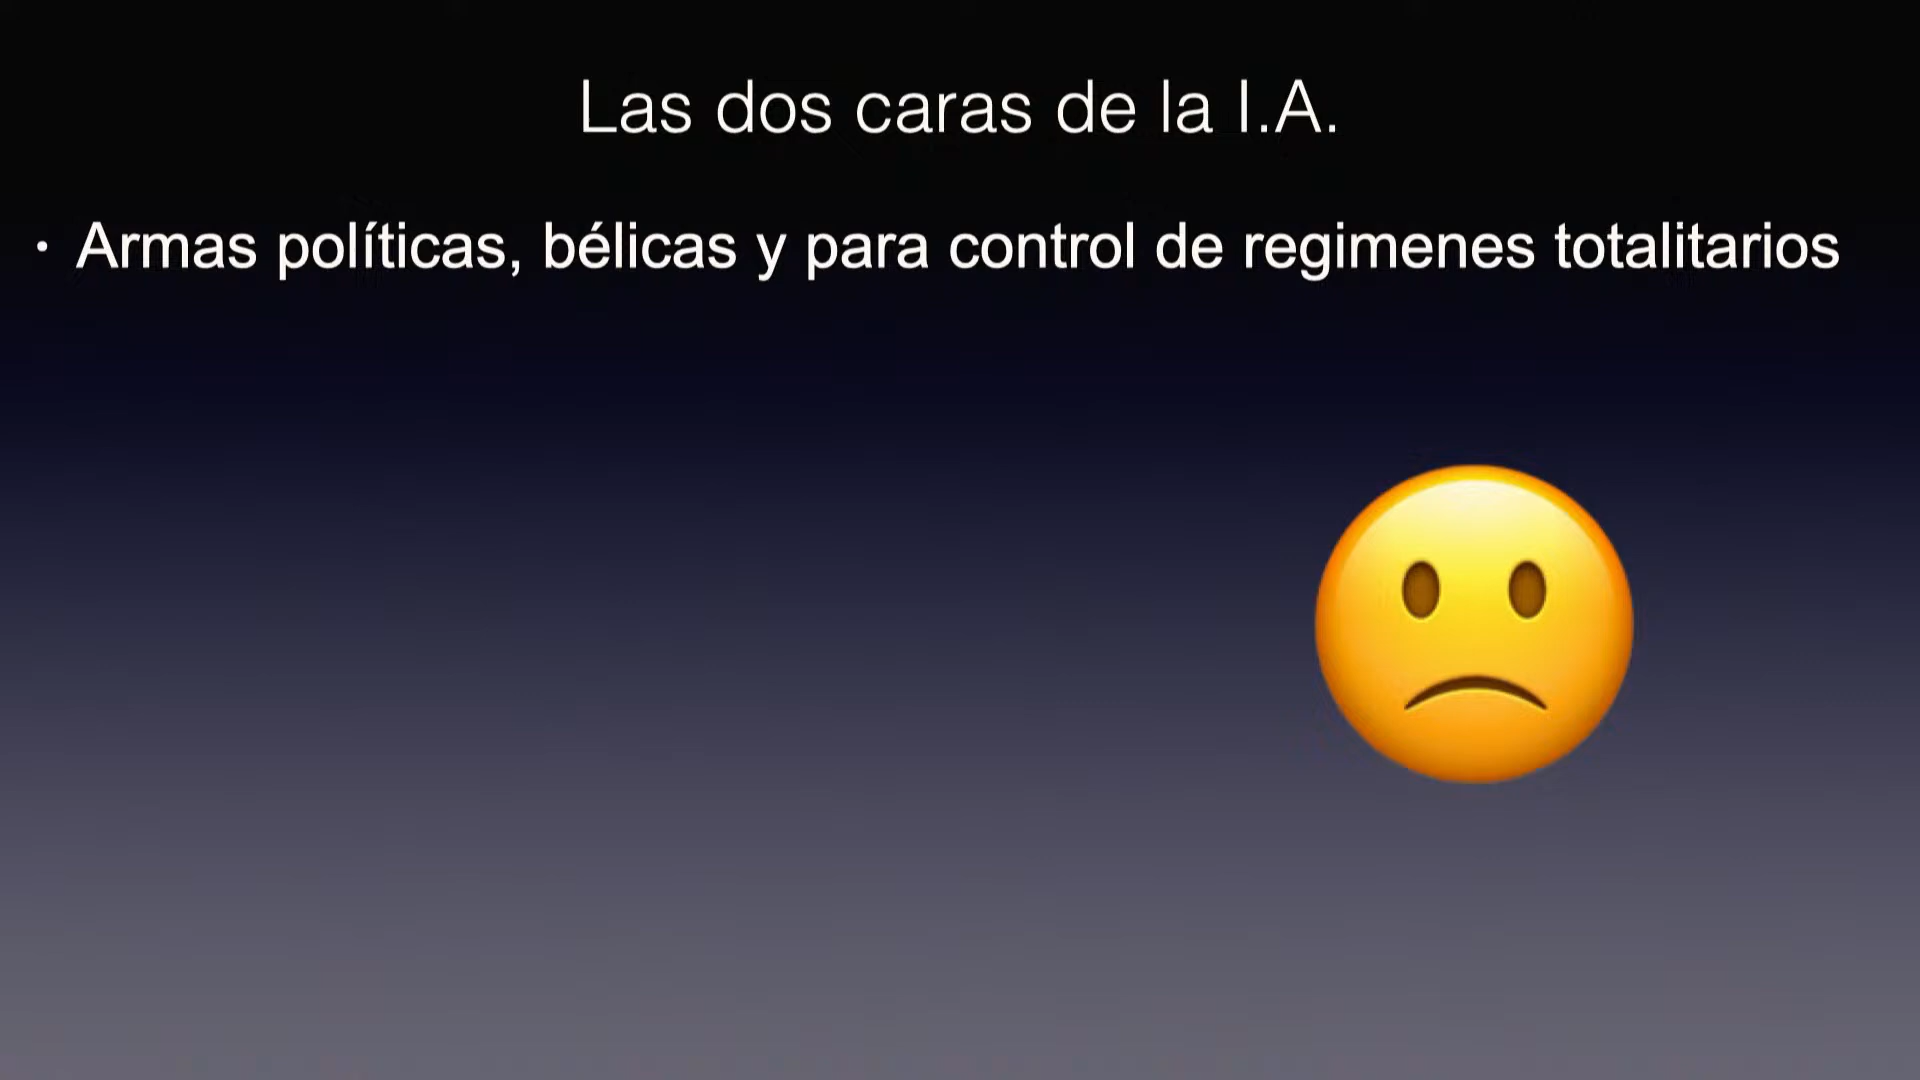 Las dos caras de la I.A.
· Armas políticas, bélicas y para control de regimenes totalitarios